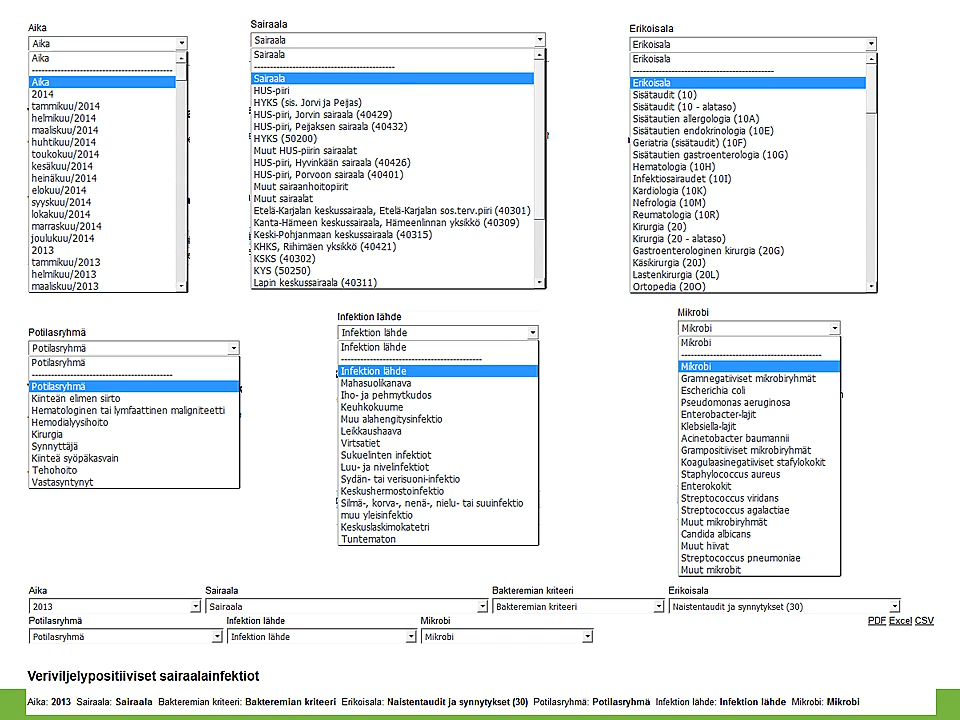 Aika
Aika
Aika
----------------------------------------
Aika
2014
tammikuu/2014
helmikuu/2014
maaliskuu/2014
huhtikuu/2014
toukokuu/2014
kesäkuu/2014
heinäkuu/2014
elokuu/2014
syyskuu/2014
lokakuu/2014
marraskuu/2014
joulukuu/2014
2013
tammikuu/2013
helmikuu/2013
maaliskuu/2013
Sairaala
Sairaala
Sairaala
----------------------------------------
Sairaala
HUS-piiri
HYKS (sis. Jorvi ja Peijas)
HUS-piiri, Jorvin sairaala (40429)
HUS-piiri, Peijaksen sairaala (40432)
HYKS (50200)
Muut HUS-piirin sairaalat
HUS-piiri, Hyvinkään sairaala (40426)
HUS-piiri, Porvoon sairaala (40401)
Muut sairaanhoitopirit
Muut sairaalat
Etelä-Karjalan keskussairaala, Etelä-Karjalan sos.terv.piiri (40301)
Kanta-Hämeen keskussairaala, Hämeenlinnan yksikkö (40309)
Keski-Pohjanmaan keskussairaala (40315)
KHKS, Riihimäen yksikkö (40421)
KSKS (40302)
KYS (50250)
Lapin keskussairaala (40311)
Erikoisala
Erikoisala
Erikoisala
----------------------------------------
Erikoisala
Sisätaudit (10)
Sisätaudit (10 - alataso)
Sisätautien allergologia (10A)
Sisätautien endokrinologia (10E)
Geriatria (sisätaudit) (10F)
Sisätautien gastroenterologia (10G)
Hematologia (10H)
Infektiosairaudet (10I)
Kardiologia (10K)
Nefrologia (10M)
Reumatologia (10R)
Kirurgia (20)
Kirurgia (20 - alataso)
Gastroenterologinen kirurgia (20G)
Käsikirurgia (20J)
Lastenkirurgia (20L)
Ortopedia (20O)
Potilasryhmä
Potilasryhmä
Potilasryhmä
----------------------------------------
Potilasryhmä
Kiinteän elimen siirto
Hematologinen tai lymfaattinen maligniteetti
Hemodialyysihoito
Kirurgia
Synnyttäjä
Kiinteä syöpäkasvain
Tehohoito
Vastasyntynyt
Infektion lähde
Infektion lähde
Infektion lähde
----------------------------------------
Infektion lähde
Mahasuolikanava
Iho- ja pehmytkudos
Keuhkokuume
Muu alahengitysinfektio
Leikkaushaava
Virtsatiet
Sukuelinten infektiot
Luu- ja nivelinfektiot
Sydän- tai verisuoni-infektio
Keskushermostoinfektio
Silmä-, korva-, nenä-, nielu- tai suuinfektio
muu yleisinfektio
Keskuslaskimokatetri
Tuntematon
Mikrobi
Mikrobi
Mikrobi
----------------------------------------
Mikrobi
Gramnegatiiviset mikrobiryhmät
Escherichia coli
Pseudomonas aeruginosa
Enterobacter-lajit
Klebsiella-lajit
Acinetobacter baumannii
Grampositiiviset mikrobiryhmät
Koagulaasinegatiiviset stafylokokit
Staphylococcus aureus
Enterokokit
Streptococcus viridans
Streptococcus agalactiae
Muut mikrobiryhmät
Candida albicans
Muut hiivat
Streptococcus pneumoniae
Muut mikrobit
Aika Sairaala Bakteremian kriteeri Erikoisala
2013 Sairaala Bakteremian kriteeri Naistentaudit ja synnytykset (30)
Potilasryhmä Infektion lähde Mikrobi PDF Excel CSV
Potilasryhmä Infektion lähde Mikrobi
Veriviljelypositiiviset sairaalainfektiot
Aika: 2013 Sairaala: Sairaala Bakteremian kriteeri: Bakteremian kriteeri Erikoisala: Naistentaudit ja synnytykset (30) Potilasryhmä: Potilasryhmä Infektion lähde: Infektion lähde Mikrobi: Mikrobi